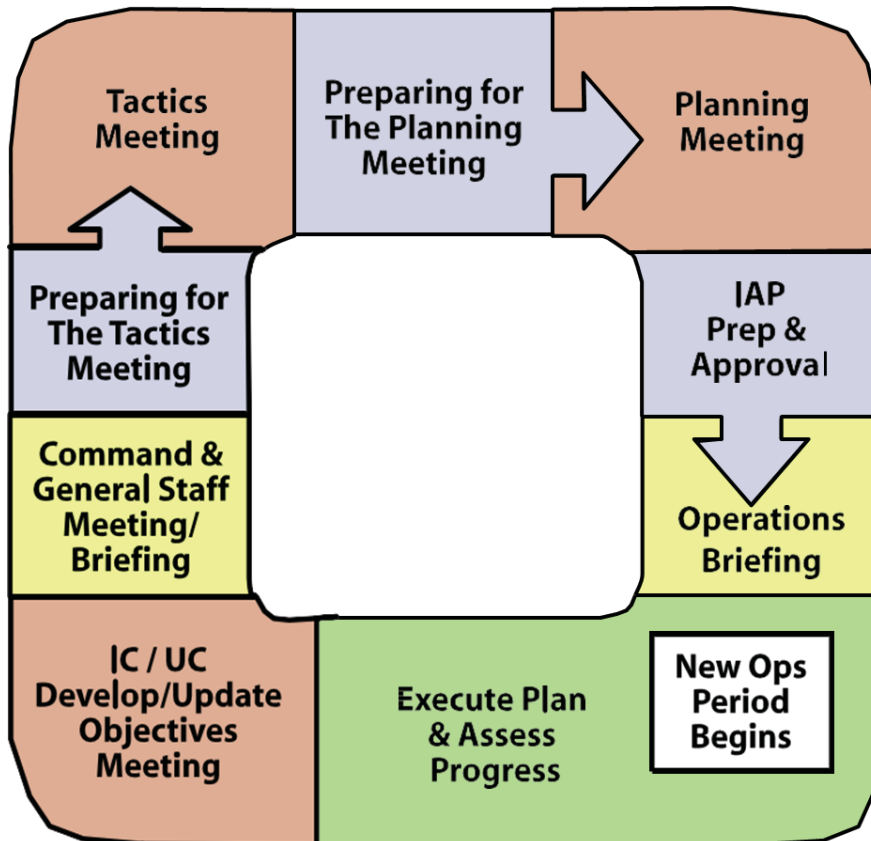 Tactics
Meeting
Preparing for
The Planning
Meeting
Planning
Meeting
Preparing for
The Tactics
Meeting
IAP
Prep &
Approval
Command &
General Staff
Meeting/
Briefing
Operations
Briefing
IC / UC
Develop/Update
Objectives
Meeting
Execute Plan
& Assess
Progress
New Ops
Period
Begins